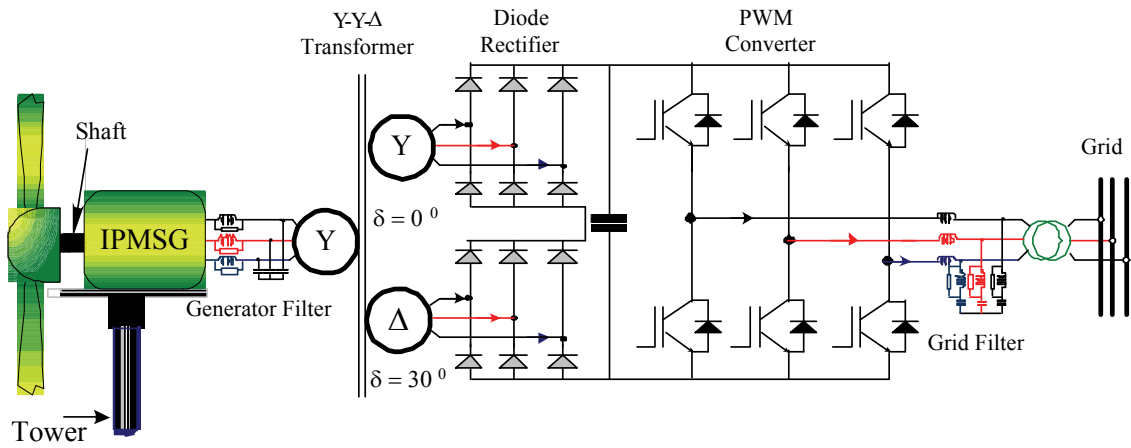 Y-Y-Δ
Transformer
Diode
Rectifier
PWM
Converter
Shaft
Grid
Y
IPMSG
Y
δ = 0 ⁰
Generator Filter
Δ
Grid Filter
δ = 30 ⁰
Tower